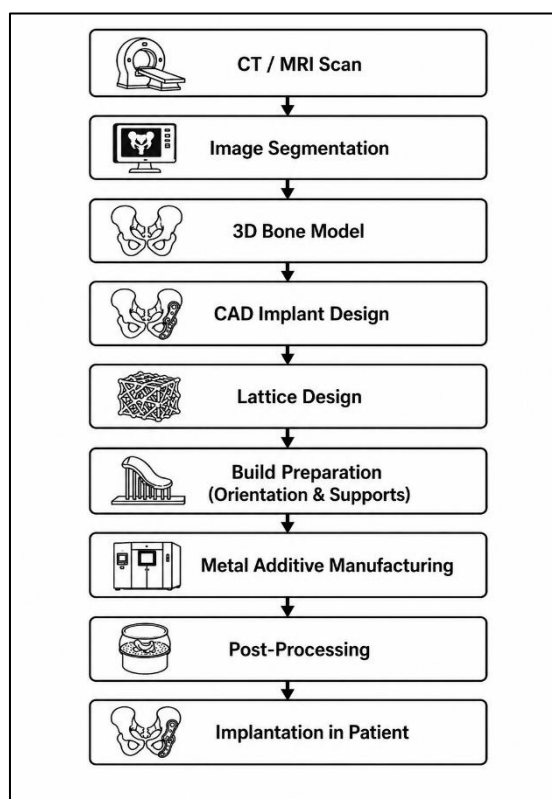 CT / MRI Scan
Image Segmentation
3D Bone Model
CAD Implant Design
Lattice Design
Build Preparation
(Orientation & Supports)
Metal Additive Manufacturing
Post-Processing
Implantation in Patient